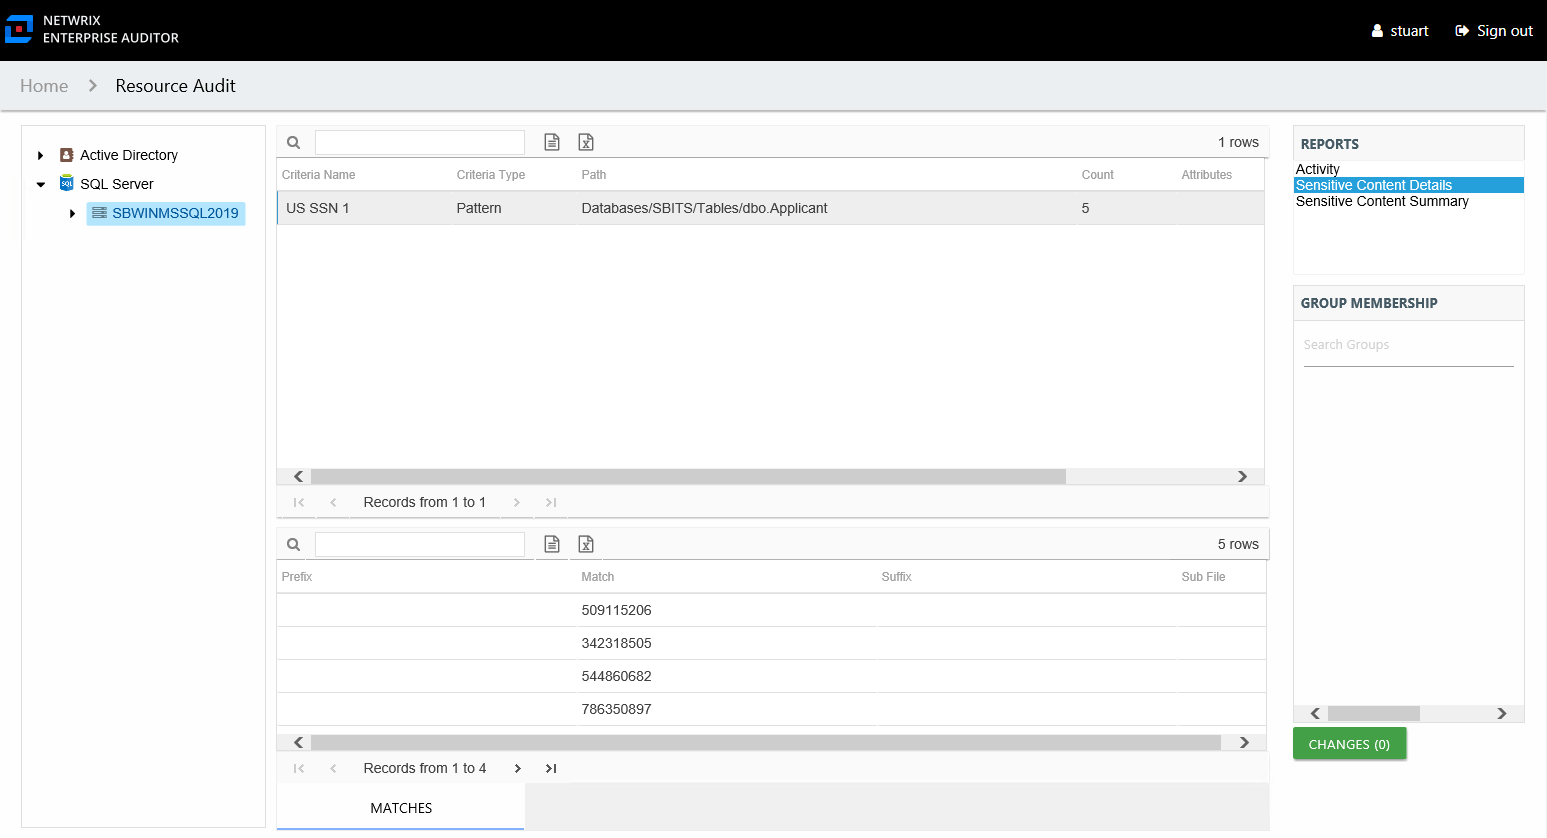 NETWRIX
ENTERPRISE AUDITOR
stuart
Sign out
Home
Resource Audit
Active Directory
SQL Server
SQL
SBWINMSSQL2019
1 rows
Criteria Name Criteria Type Path Count Attributes
US SSN 1 Pattern Databases/SBITS/Tables/dbo.Applicant 5
Records from 1 to 1
5 rows
Prefix Match Suffix Sub File
509115206
342318505
544860682
786350897
Records from 1 to 4
MATCHES
REPORTS
Activity
Sensitive Content Details
Sensitive Content Summary
GROUP MEMBERSHIP
Search Groups
CHANGES (0)